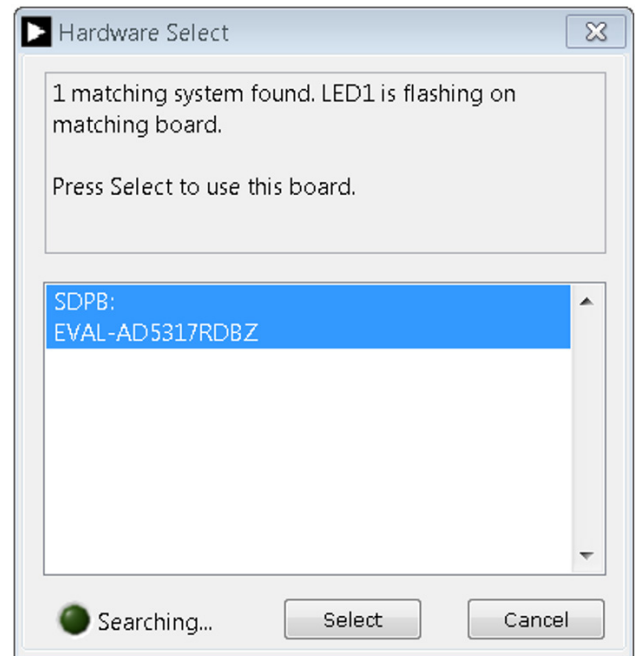 Hardware Select
1 matching system found. LED1 is flashing on
matching board.
Press Select to use this board.
SDPB:
EVAL-AD5317RDBZ
Searching...
Select
Cancel